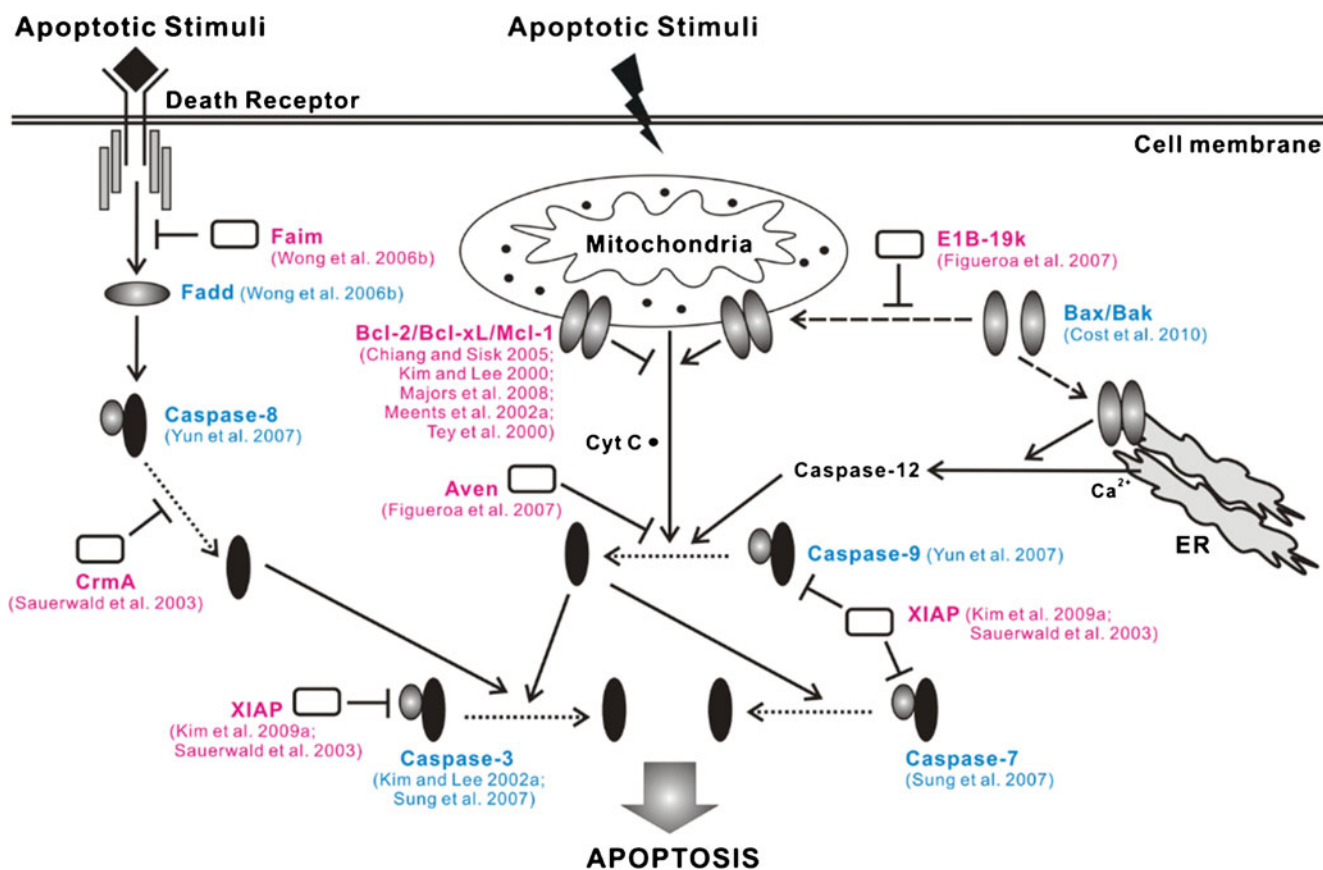 Apoptotic Stimuli
Apoptotic Stimuli
Death Receptor
Cell membrane
Mitochondria
Faim
(Wong et al. 2006b)
E1B-19k
(Figueroa et al. 2007)
Fadd (Wong et al. 2006b)
Bax/Bak
(Cost et al. 2010)
Bcl-2/Bcl-xL/Mcl-1
(Chiang and Sisk 2005;
Kim and Lee 2000;
Majors et al. 2008;
Meents et al. 2002a;
Tey et al. 2000)
Caspase-8
(Yun et al. 2007)
Cyt C
Caspase-12
Ca2+
ER
Aven
(Figueroa et al. 2007)
Caspase-9 (Yun et al. 2007)
CrmA
(Sauerwald et al. 2003)
XIAP (Kim et al. 2009a;
Sauerwald et al. 2003)
XIAP
(Kim et al. 2009a;
Sauerwald et al. 2003)
Caspase-3
(Kim and Lee 2002a;
Sung et al. 2007)
Caspase-7
(Sung et al. 2007)
APOPTOSIS